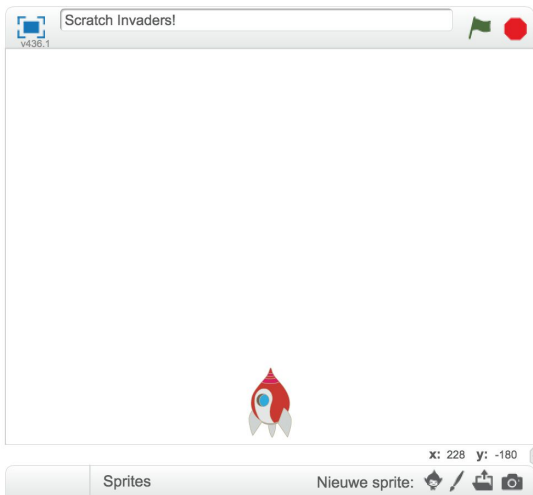 Scratch Invaders!
v436.1
x: 228 y: -180
Sprites Nieuwe sprite: